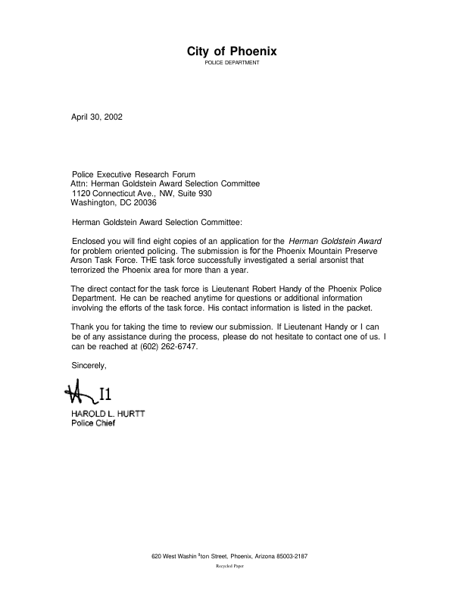 City of Phoenix
POLICE DEPARTMENT
April 30, 2002
Police Executive Research Forum
Attn: Herman Goldstein Award Selection Committee
1120 Connecticut Ave., NW, Suite 930
Washington, DC 20036
Herman Goldstein Award Selection Committee:
Enclosed you will find eight copies of an application for the Herman Goldstein Award
for problem oriented policing. The submission is for the Phoenix Mountain Preserve
Arson Task Force. THE task force successfully investigated a serial arsonist that
terrorized the Phoenix area for more than a year.
The direct contact for the task force is Lieutenant Robert Handy of the Phoenix Police
Department. He can be reached anytime for questions or additional information
involving the efforts of the task force. His contact information is listed in the packet.
Thank you for taking the time to review our submission. If Lieutenant Handy or I can
be of any assistance during the process, please do not hesitate to contact one of us. I
can be reached at (602) 262-6747.
Sincerely,
I1
HAROLD L. HURTT
Police Chief
620 West Washin 4ton Street, Phoenix, Arizona 85003-2187
Recycled Paper